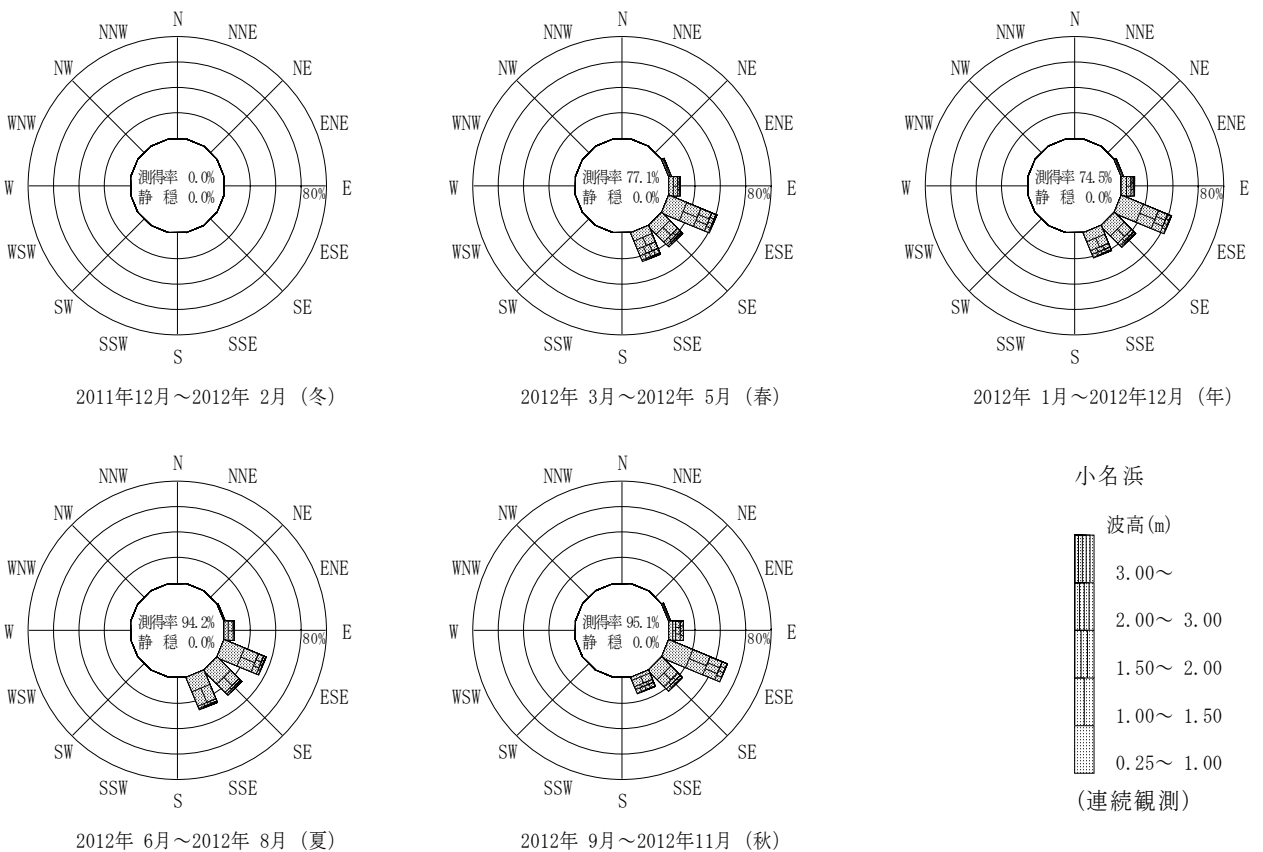 N
NNW NNE
NW NE
WNW ENE
測得率 0.0%
静 穏 0.0%
W 80% E
WSW ESE
SW SE
SSW SSE
S
2011年12月～2012年 2月 (冬)
N
NNW NNE
NW NE
WNW ENE
測得率 77.1%
静 穏 0.0%
W 80% E
WSW ESE
SW SE
SSW SSE
S
2012年 3月～2012年 5月 (春)
N
NNW NNE
NW NE
WNW ENE
測得率 74.5%
静 穏 0.0%
W 80% E
WSW ESE
SW SE
SSW SSE
S
2012年 1月～2012年12月 (年)
N
NNW NNE
NW NE
WNW ENE
測得率 94.2%
静 穏 0.0%
W 80% E
WSW ESE
SW SE
SSW SSE
S
2012年 6月～2012年 8月 (夏)
N
NNW NNE
NW NE
WNW ENE
測得率 95.1%
静 穏 0.0%
W 80% E
WSW ESE
SW SE
SSW SSE
S
2012年 9月～2012年11月 (秋)
小名浜
波高(m)
3.00～
2.00～ 3.00
1.50～ 2.00
1.00～ 1.50
0.25～ 1.00
(連続観測)